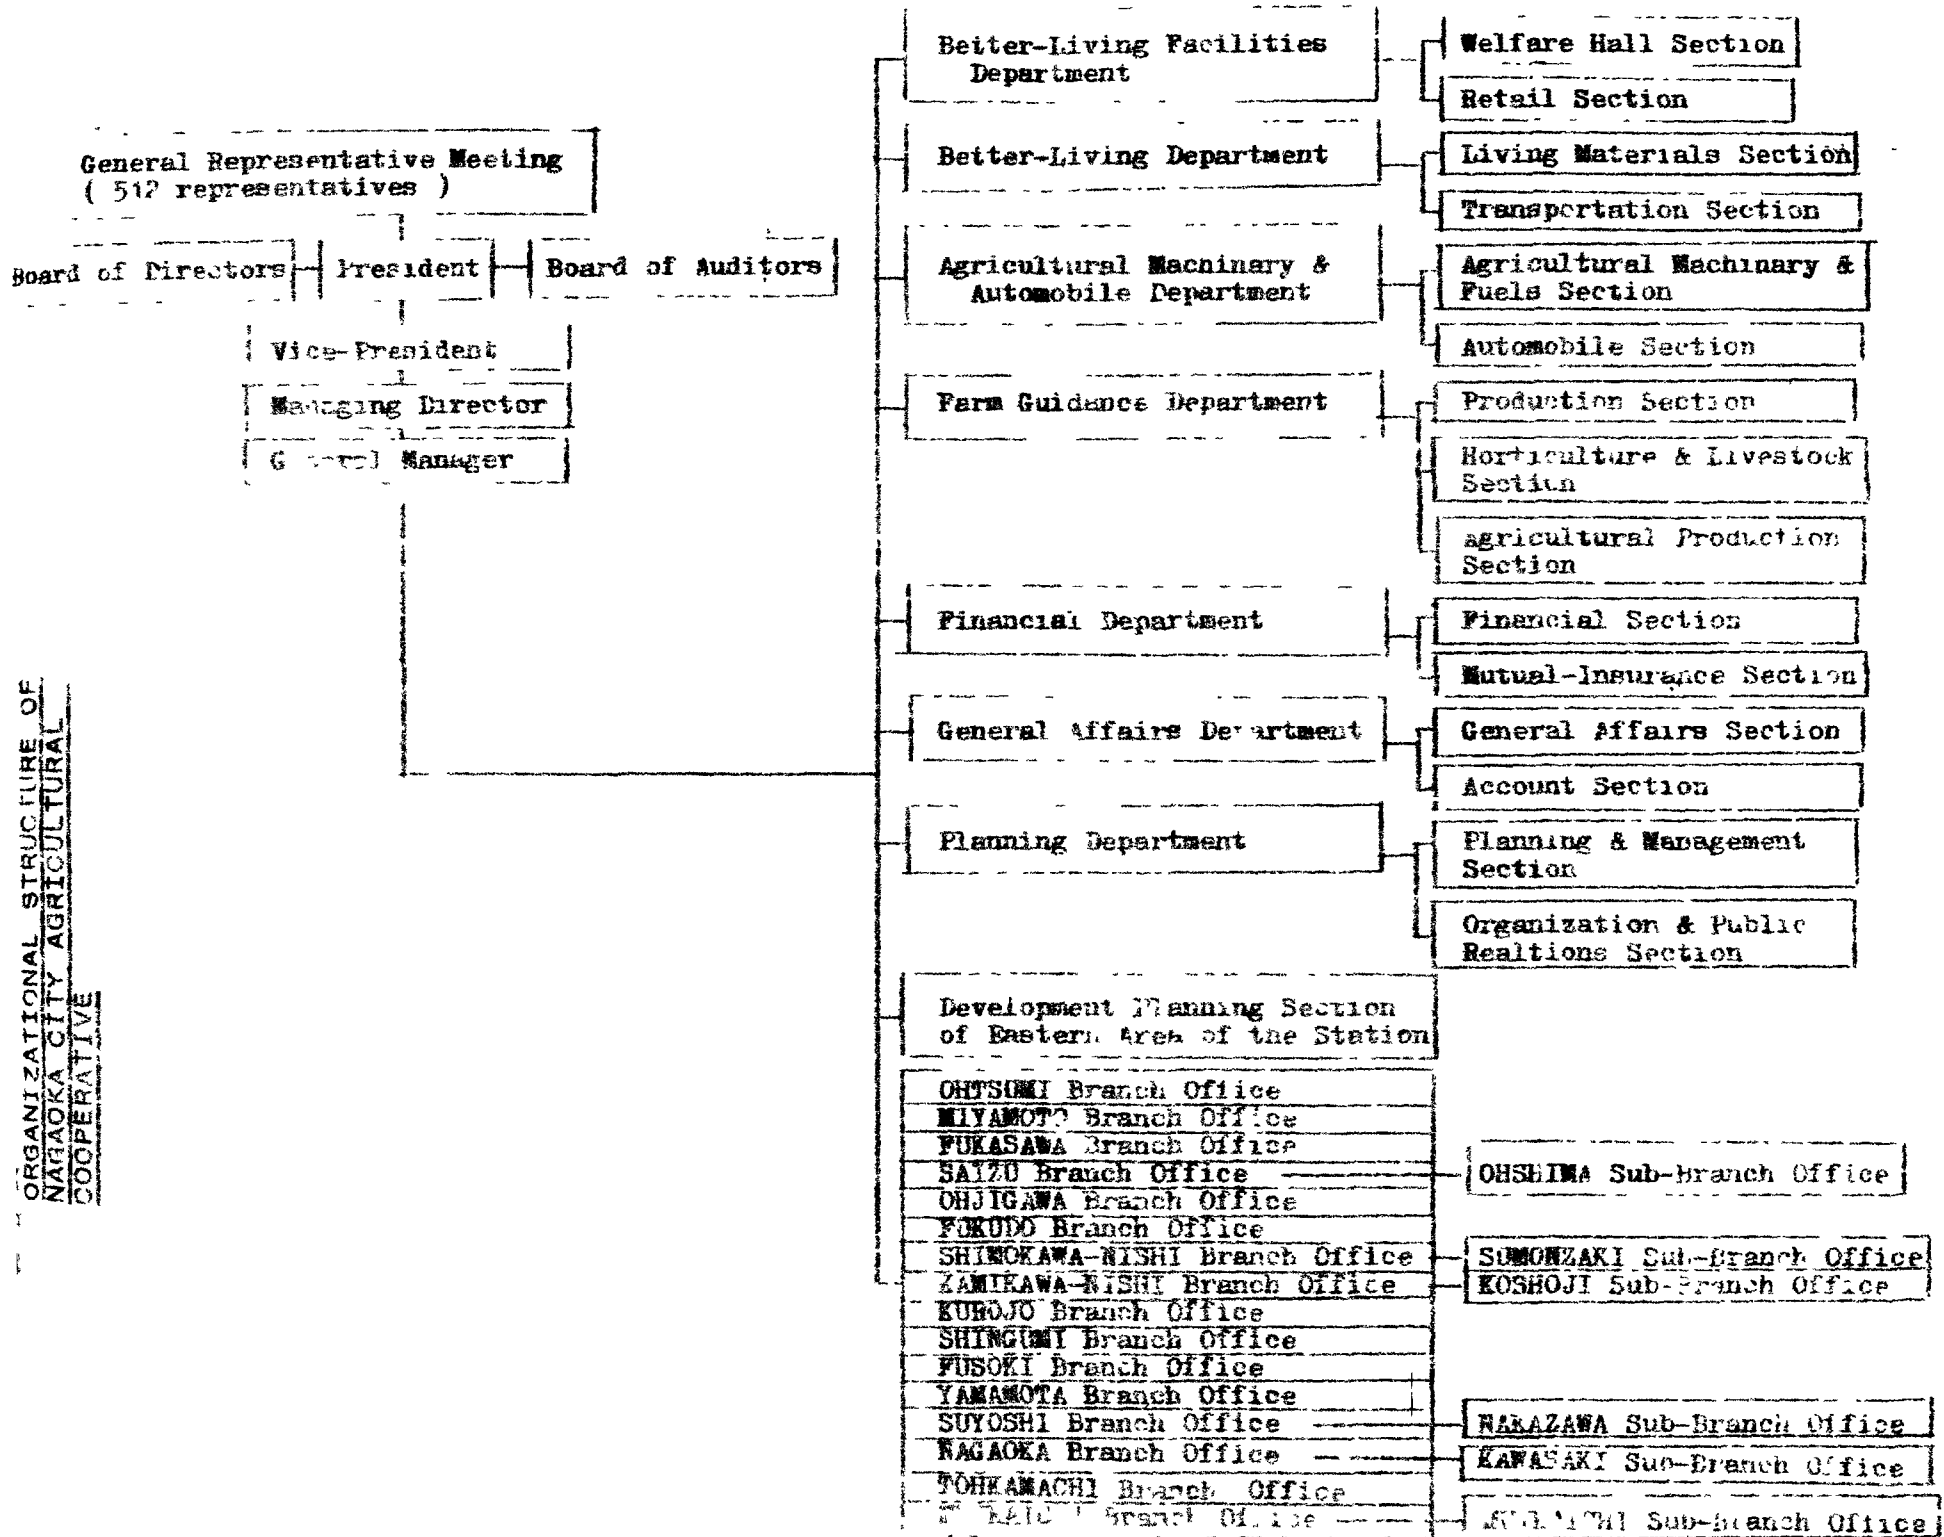 ORGANIZATIONAL STRUCTURE OF
NAGAOKA CITY AGRICULTURAL
COOPERATIVE
General Representative Meeting
( 512 representatives )
Board of Directors
President
Board of Auditors
Vice-President
Managing Director
Manager
Better-Living Facilities
Department
Welfare Hall Section
Retail Section
Better-Living Department
Living Materials Section
Transportation Section
Agricultural Macninary &
Automobile Department
Agricultural Machinary &
Fuels Section
Automobile Section
Farm Guidance Department
Production Section
Horticulture & Livestock
Section
Agricultural Production
Section
Financial Department
Financial Section
Mutual-Insurance Section
General Affairs Department
General Affairs Section
Account Section
Planning Department
Planning & Management
Section
Organization & Public
Realtions Section
Development Planning Section
of Eastern Area of the Station
OHTSUMI Branch Office
MIYAMOTO Branch Office
FUKASAWA Branch Office
SAIZU Branch Office
OHSHIMA Sub-Branch Office
OHJIGAWA Branch Office
FUKUDO Branch Office
SHIMOKAWA-NISHI Branch Office
SUMONZAKI Sub-Branch Office
KAMIKAWA-NISHI Branch Office
KOSHOJI Sub-Branch Office
KUROJO Branch Office
SHINGUMI Branch Office
FUSOKI Branch Office
YAMAMOTA Branch Office
SUYOSHI Branch Office
NAKAZAWA Sub-Branch Office
NAGAOKA Branch Office
KAWASAKI Sub-Branch Office
TOHKAMACHI Branch Office
Branch Office
Sub-Branch Office